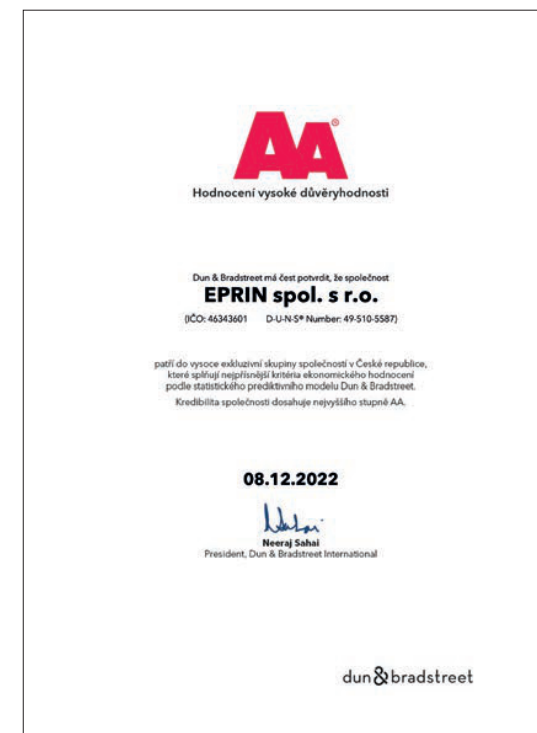 AA®
Hodnocení vysoké důvěryhodnosti
Dun & Bradstreet má čest potvrdit, že společnost
EPRIN spol. s r.o.
(IČO: 46343601 D-U-N-S® Number: 49-510-5587)
patří do vysoce exkluzivní skupiny společností v České republice,
které splňují nejpřísnější kritéria ekonomického hodnocení
podle statistického prediktivního modelu Dun & Bradstreet.
Kredibilita společnosti dosahuje nejvyššího stupně AA.
08.12.2022
Neeraj Sahai
President, Dun & Bradstreet International
dun & bradstreet